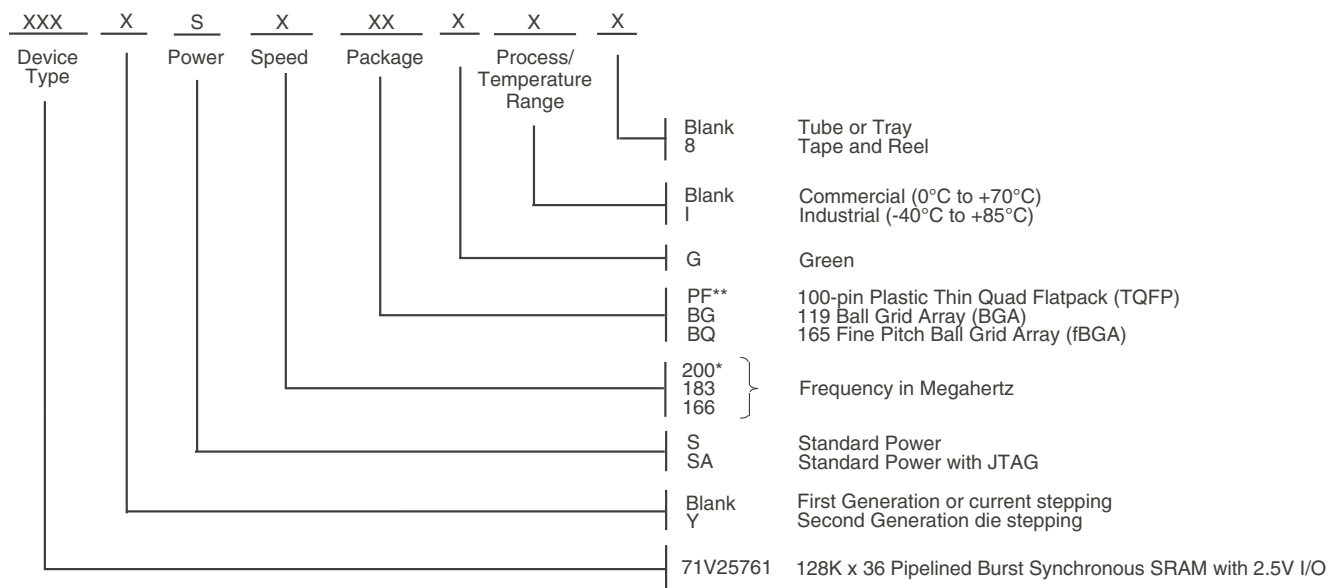 XXX X S X XX X X X
Device Type
Power
Speed
Package
Process/
Temperature
Range
Blank Tube or Tray
8 Tape and Reel
Blank Commercial (0°C to +70°C)
I Industrial (-40°C to +85°C)
G Green
PF** 100-pin Plastic Thin Quad Flatpack (TQFP)
BG 119 Ball Grid Array (BGA)
BQ 165 Fine Pitch Ball Grid Array (fBGA)
200*
183 Frequency in Megahertz
166
S Standard Power
SA Standard Power with JTAG
Blank First Generation or current stepping
Y Second Generation die stepping
71V25761 128K x 36 Pipelined Burst Synchronous SRAM with 2.5V I/O